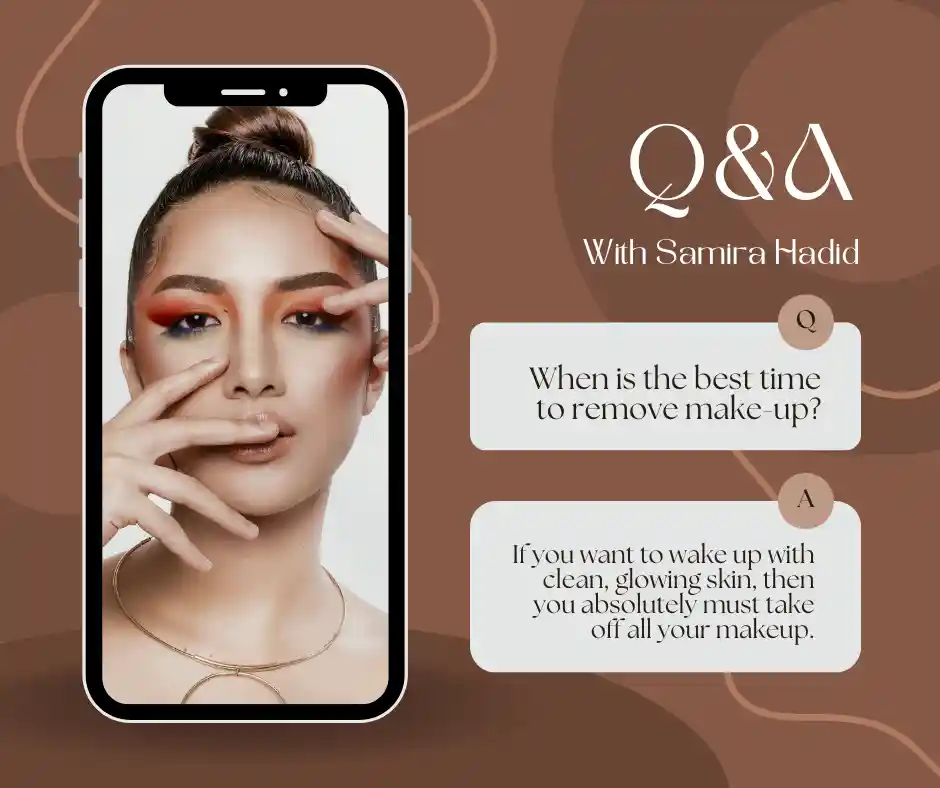 Q&A
With Samira Hadid
Q
When is the best time
to remove make-up?
A
If you want to wake up with
clean, glowing skin, then
you absolutely must take
off all your makeup.